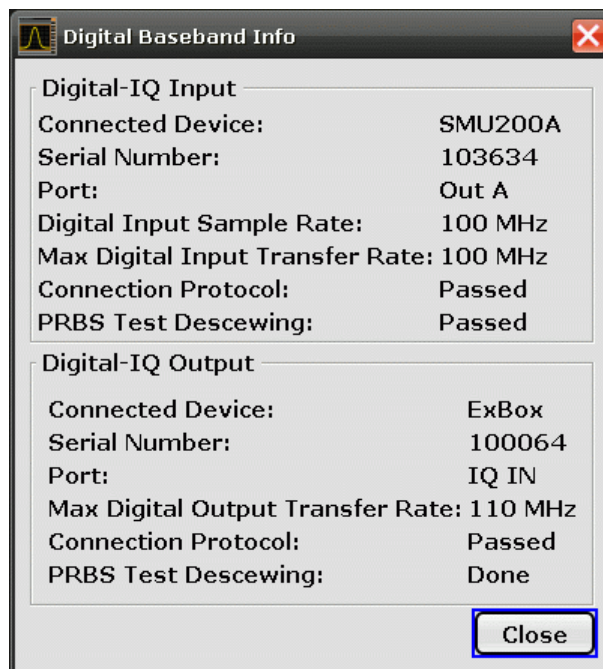 Digital Baseband Info
Digital-IQ Input
Connected Device: SMU200A
Serial Number: 103634
Port: Out A
Digital Input Sample Rate: 100 MHz
Max Digital Input Transfer Rate: 100 MHz
Connection Protocol: Passed
PRBS Test Descewing: Passed
Digital-IQ Output
Connected Device: ExBox
Serial Number: 100064
Port: IQ IN
Max Digital Output Transfer Rate: 110 MHz
Connection Protocol: Passed
PRBS Test Descewing: Done
Close